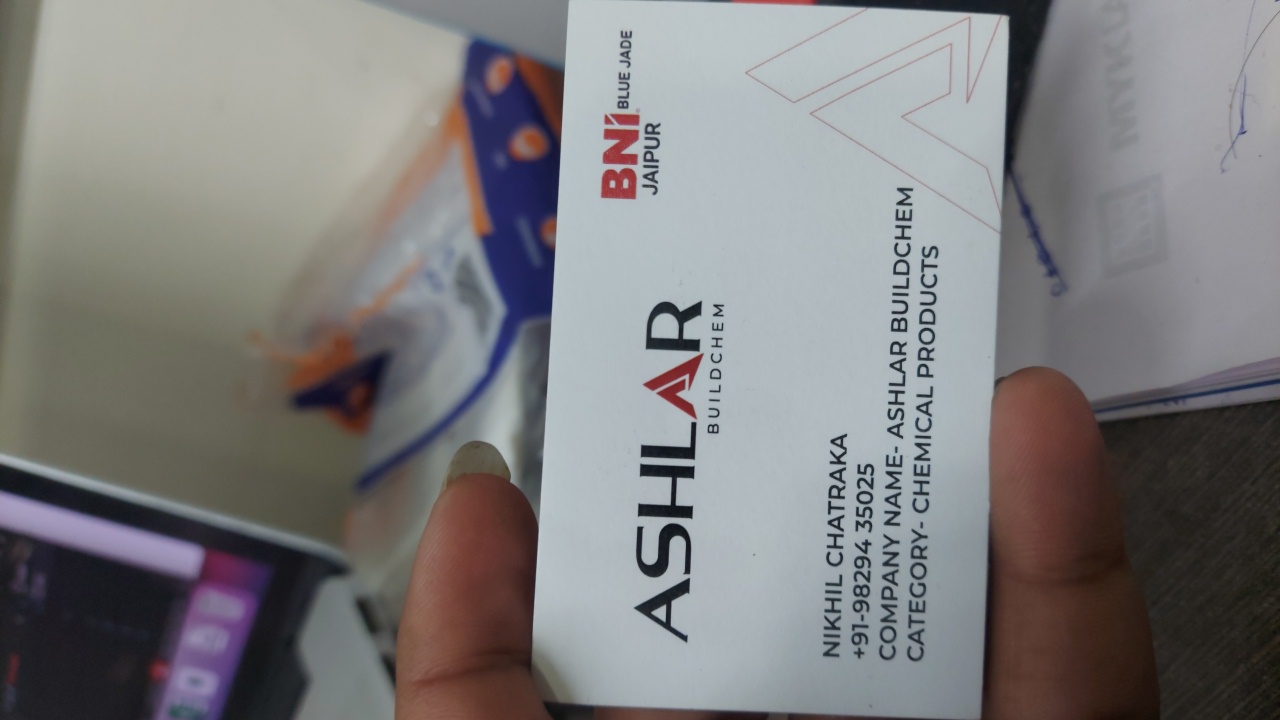 BNI BLUE JADE
JAIPUR
ASHLAR
BUILDCHEM
NIKHIL CHATRAKA
+91-98294 35025
COMPANY NAME- ASHLAR BUILDCHEM
CATEGORY- CHEMICAL PRODUCTS